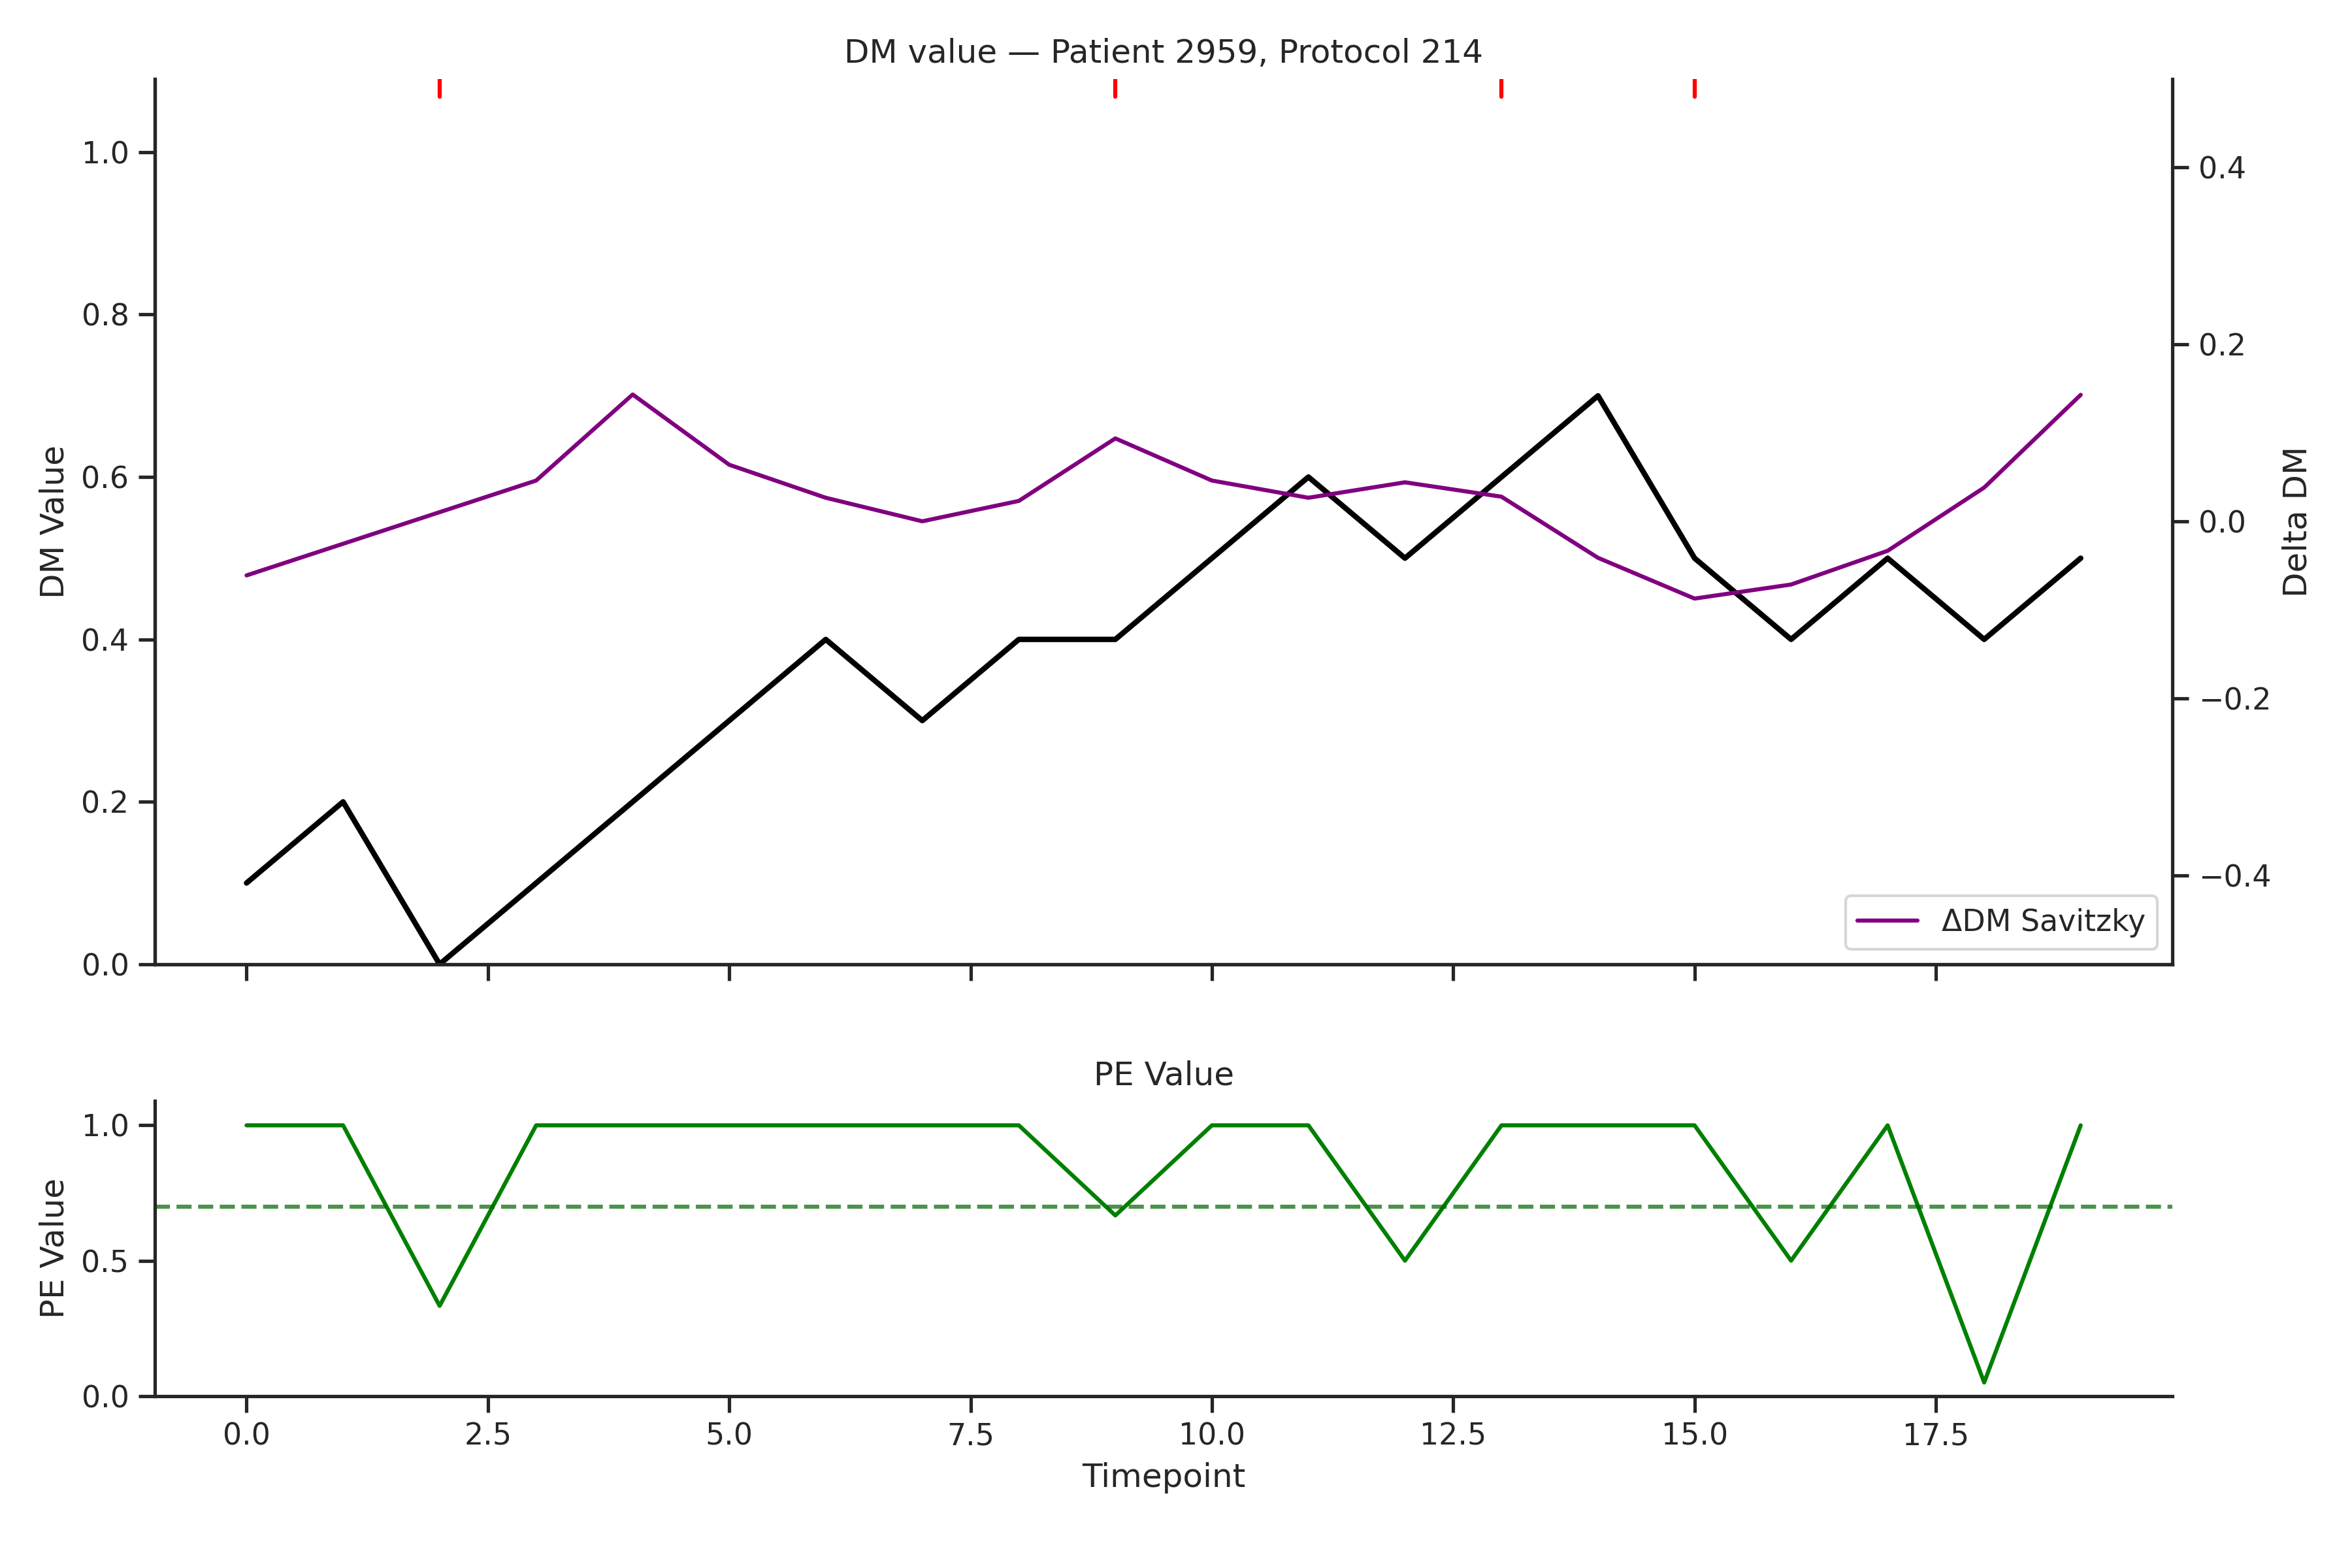 DM value — Patient 2959, Protocol 214
DM Value
1.0
0.8
0.6
0.4
0.2
0.0
0.4
0.2
0.0
−0.2
−0.4
Delta DM
ΔDM Savitzky
PE Value
PE Value
1.0
0.5
0.0
0.0 2.5 5.0 7.5 10.0 12.5 15.0 17.5
Timepoint